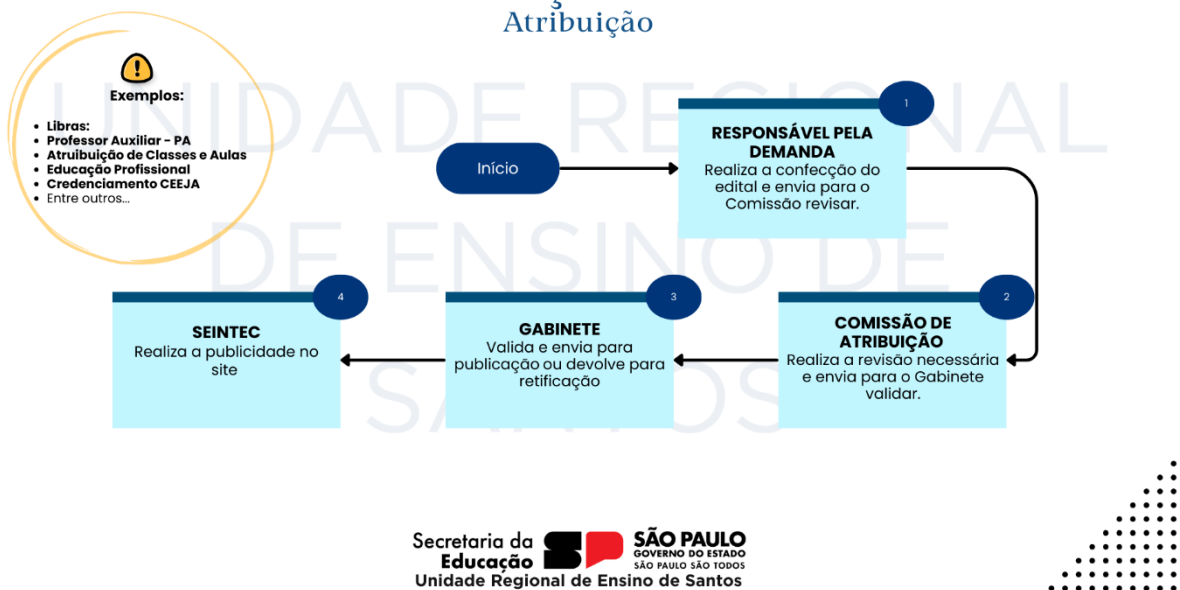 Atribuição
UNIDADE REGIONAL
DE ENSINO DE
SANTOS
Exemplos:
Libras:
Professor Auxiliar - PA
Atruibuição de Classes e Aulas
Educação Profissional
Credenciamento CEEJA
Entre outros...
Início
1
RESPONSÁVEL PELA
DEMANDA
Realiza a confecção do
edital e envia para o
Comissão revisar.
2
COMISSÃO DE
ATRIBUIÇÃO
Realiza a revisão necessária
e envia para o Gabinete
validar.
3
GABINETE
Valida e envia para
publicação ou devolve para
retificação
4
SEINTEC
Realiza a publicidade no
site
Secretaria da
Educação
SP
SÃO PAULO
GOVERNO DO ESTADO
SÃO PAULO SÃO TODOS
Unidade Regional de Ensino de Santos